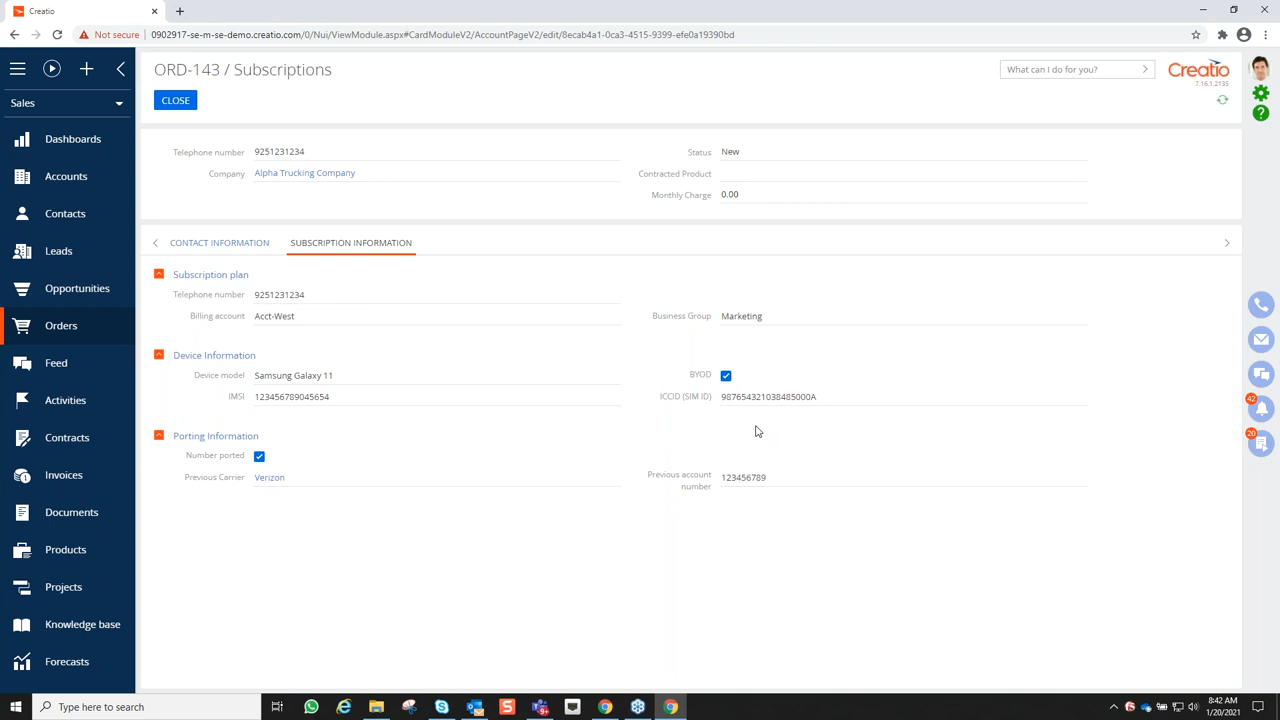 Creatio
Not secure
0902917-se-m-se-demo.creatio.com/0/Nui/ViewModule.aspx#CardModuleV2/AccountPageV2/edit/8ecab4a1-0ca3-4515-9399-efe0a19390bd
Sales
Dashboards
Accounts
Contacts
Leads
Opportunities
Orders
Feed
Activities
Contracts
Invoices
Documents
Products
Projects
Knowledge base
Forecasts
ORD-143 / Subscriptions
What can I do for you?
Creatio
7.16.1.2135
CLOSE
Telephone number 9251231234
Status New
Company Alpha Trucking Company
Contracted Product
Monthly Charge 0.00
CONTACT INFORMATION SUBSCRIPTION INFORMATION
Subscription plan
Telephone number 9251231234
Billing account Acct-West
Business Group Marketing
Device Information
Device model Samsung Galaxy 11
BYOD
IMSI 123456789045654
ICCID (SIM ID) 987654321038485000A
Porting Information
Number ported
Previous Carrier Verizon
Previous account
number 123456789
42
20
Type here to search
8:42 AM
1/20/2021